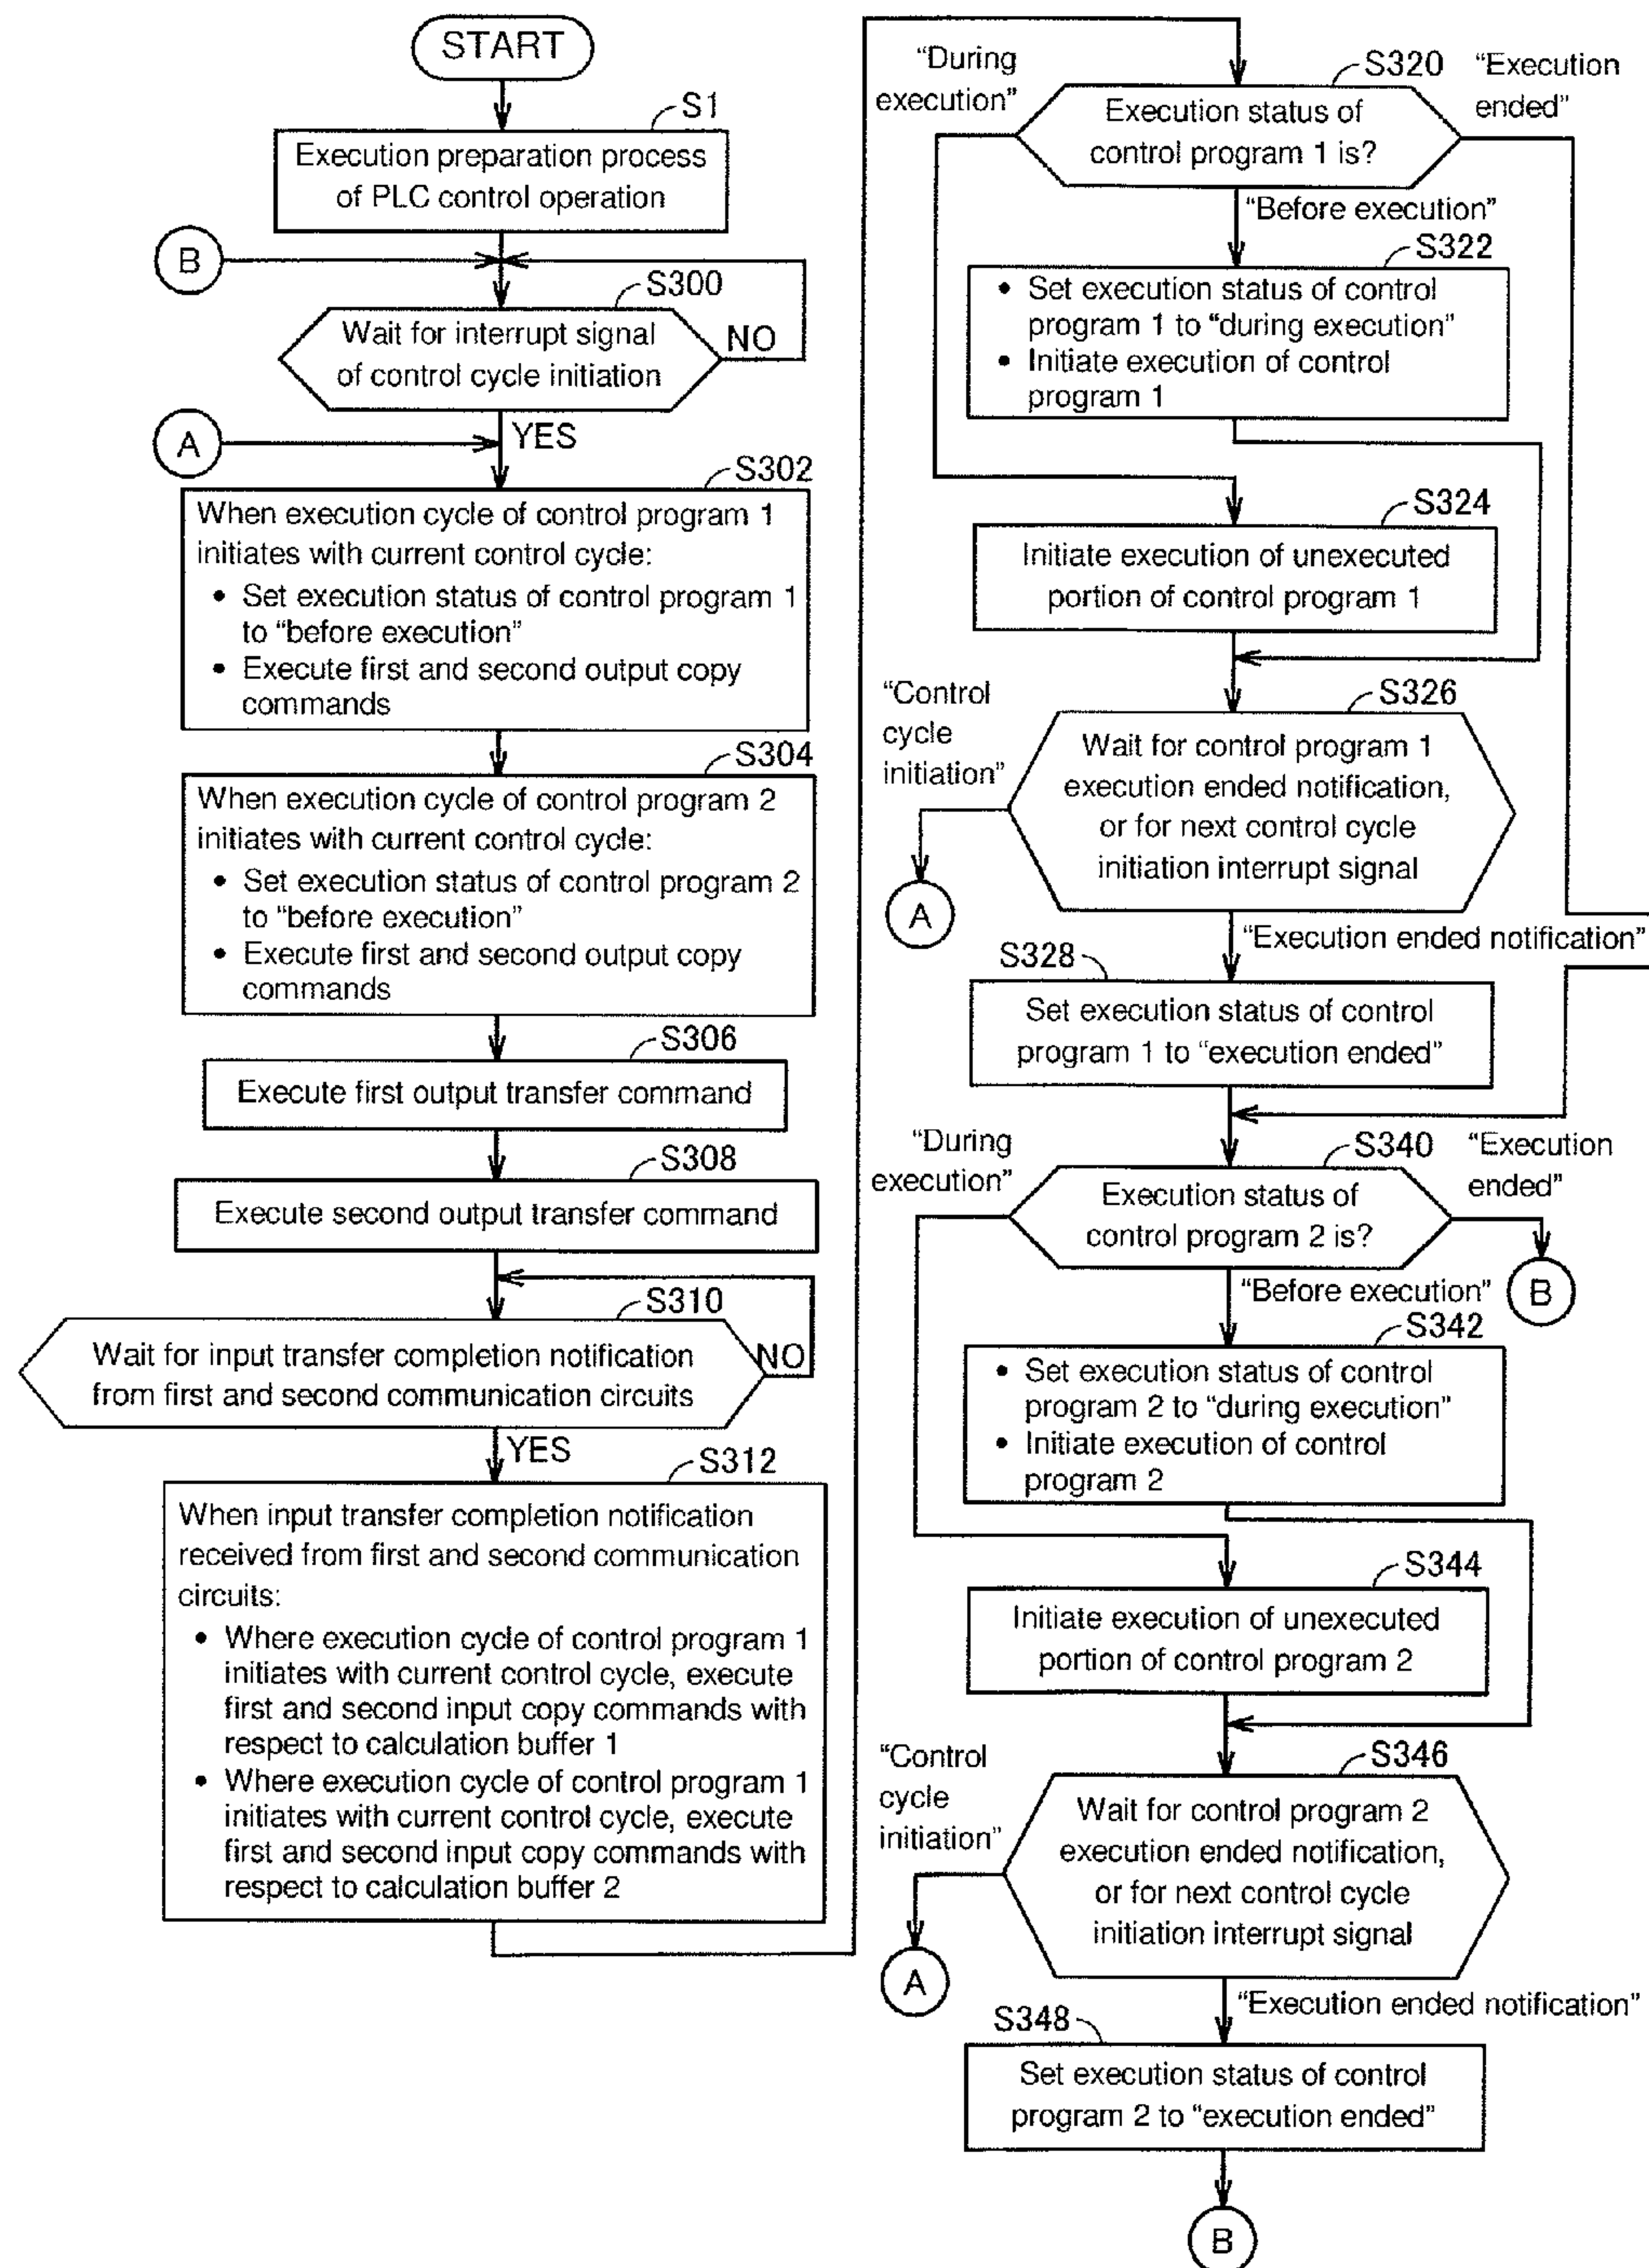 START
S1
Execution preparation process
of PLC control operation
B
S300
Wait for interrupt signal
of control cycle initiation
NO
A
YES
S302
When execution cycle of control program 1
initiates with current control cycle:
• Set execution status of control program 1
to “before execution”
• Execute first and second output copy
commands
S304
When execution cycle of control program 2
initiates with current control cycle:
• Set execution status of control program 2
to “before execution”
• Execute first and second output copy
commands
S306
Execute first output transfer command
S308
Execute second output transfer command
S310
Wait for input transfer completion notification
from first and second communication circuits
NO
YES
S312
When input transfer completion notification
received from first and second communication
circuits:
• Where execution cycle of control program 1
initiates with current control cycle, execute
first and second input copy commands with
respect to calculation buffer 1
• Where execution cycle of control program 1
initiates with current control cycle, execute
first and second input copy commands with
respect to calculation buffer 2
“During
execution”
S320
“Execution
ended”
Execution status of
control program 1 is?
“Before execution”
S322
• Set execution status of control
program 1 to “during execution”
• Initiate execution of control
program 1
S324
Initiate execution of unexecuted
portion of control program 1
“Control
cycle
initiation”
S326
Wait for control program 1
execution ended notification,
or for next control cycle
initiation interrupt signal
A
“Execution ended notification”
S328
Set execution status of control
program 1 to “execution ended”
“During
execution”
S340
“Execution
ended”
Execution status of
control program 2 is?
“Before execution”
B
S342
• Set execution status of control
program 2 to “during execution”
• Initiate execution of control
program 2
S344
Initiate execution of unexecuted
portion of control program 2
“Control
cycle
initiation”
S346
Wait for control program 2
execution ended notification,
or for next control cycle
initiation interrupt signal
A
“Execution ended notification”
S348
Set execution status of control
program 2 to “execution ended”
B